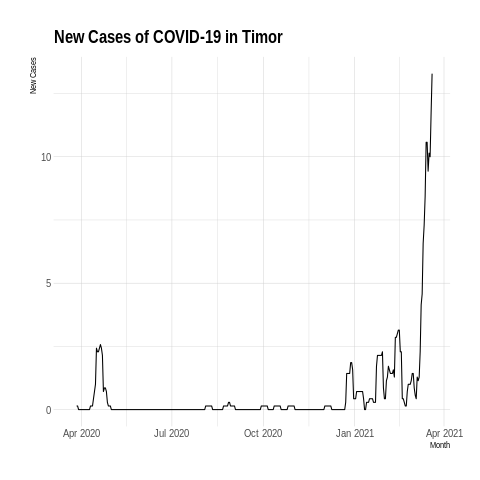 New Cases of COVID-19 in Timor
New Cases
10
5
0
Apr 2020 Jul 2020 Oct 2020 Jan 2021 Apr 2021
Month